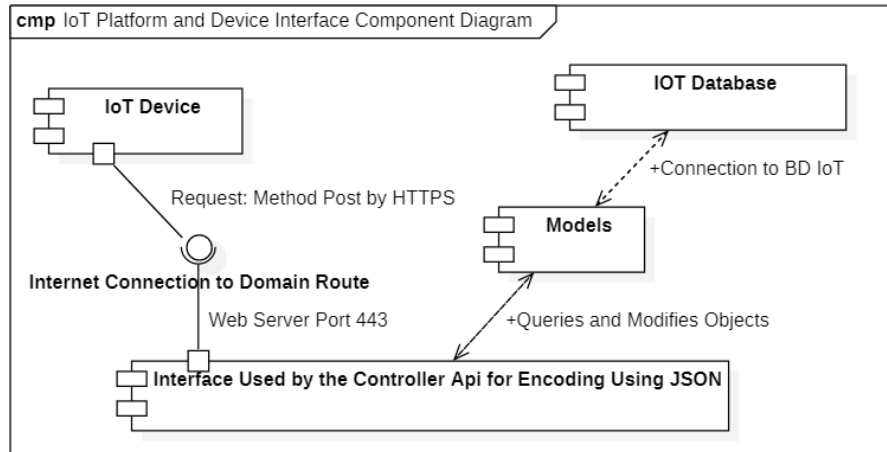 cmp IoT Platform and Device Interface Component Diagram
IoT Device
IOT Database
+Connection to BD IoT
Request: Method Post by HTTPS
Models
Internet Connection to Domain Route
Web Server Port 443
+Queries and Modifies Objects
Interface Used by the Controller Api for Encoding Using JSON